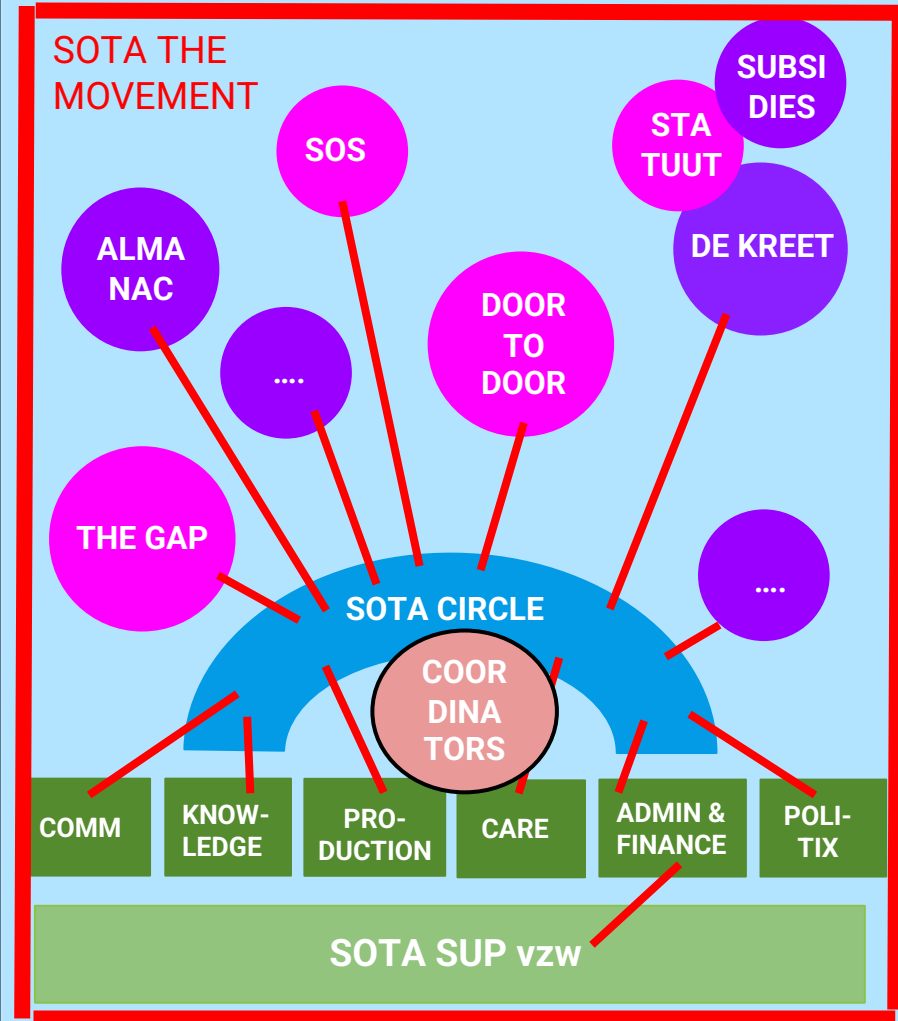 SOTA THE
MOVEMENT
SUBSI
DIES
STA
TUUT
SOS
DE KREET
ALMA
NAC
DOOR
TO
DOOR
....
THE GAP
....
SOTA CIRCLE
COOR
DINA
TORS
COMM
KNOW-
LEDGE
PRO-
DUCTION
CARE
ADMIN &
FINANCE
POLI-
TIX
SOTA SUP vzw